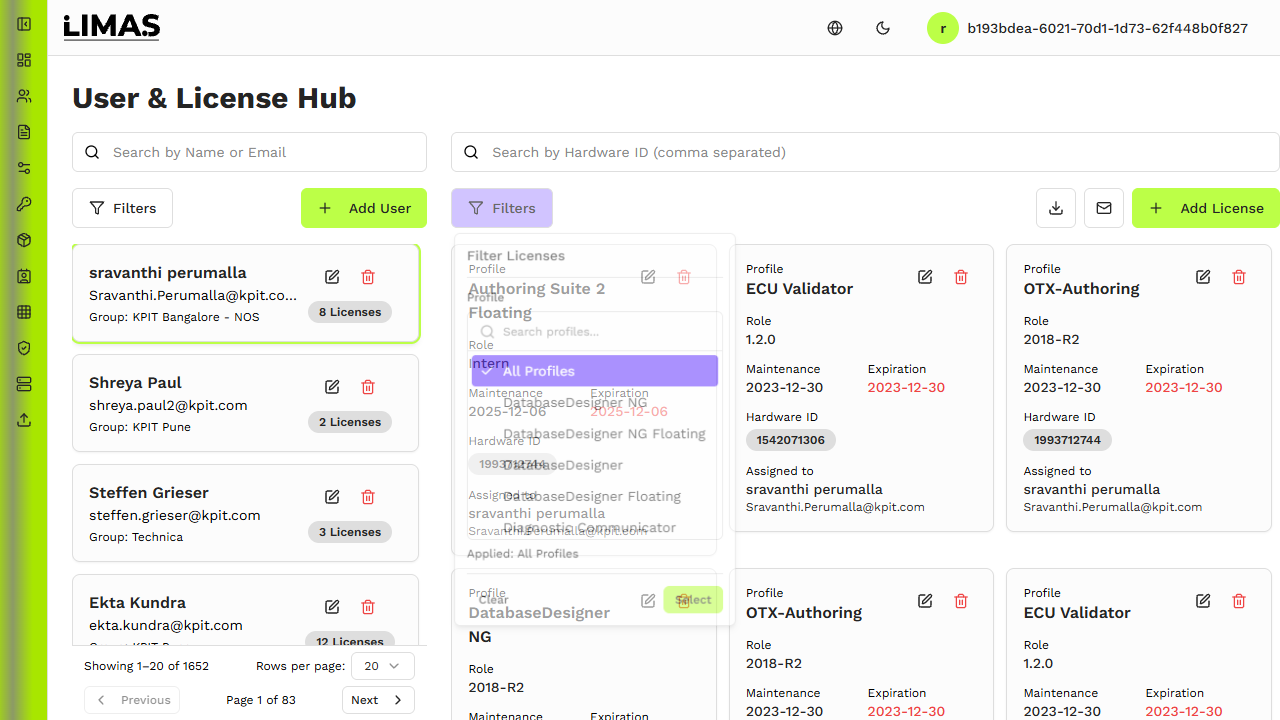 LIMAS
r
b193bdea-6021-70d1-1d73-62f448b0f827
User & License Hub
Search by Name or Email
Search by Hardware ID (comma separated)
Filters
Add User
Filters
Add License
sravanthi perumalla
Sravanthi.Perumalla@kpit.co...
Group: KPIT Bangalore - NOS
8 Licenses
Shreya Paul
shreya.paul2@kpit.com
Group: KPIT Pune
2 Licenses
Steffen Grieser
steffen.grieser@kpit.com
Group: Technica
3 Licenses
Ekta Kundra
ekta.kundra@kpit.com
12 Licenses
Showing 1–20 of 1652
Rows per page:
20
Previous
Page 1 of 83
Next
Filter Licenses
Profile
Search profiles...
All Profiles
DatabaseDesigner NG
DatabaseDesigner NG Floating
DatabaseDesigner
DatabaseDesigner Floating
Diagnostic Communicator
Applied: All Profiles
Clear
Select
Profile
Authoring Suite 2
Floating
Role
Intern
Maintenance
Expiration
2025-12-06
2025-12-06
Hardware ID
1993712744
Assigned to
sravanthi perumalla
Sravanthi.Perumalla@kpit.com
Profile
ECU Validator
Role
1.2.0
Maintenance
Expiration
2023-12-30
2023-12-30
Hardware ID
1542071306
Assigned to
sravanthi perumalla
Sravanthi.Perumalla@kpit.com
Profile
OTX-Authoring
Role
2018-R2
Maintenance
Expiration
2023-12-30
2023-12-30
Hardware ID
1993712744
Assigned to
sravanthi perumalla
Sravanthi.Perumalla@kpit.com
Profile
DatabaseDesigner
NG
Role
2018-R2
Maintenance
Expiration
Profile
OTX-Authoring
Role
2018-R2
Maintenance
Expiration
2023-12-30
2023-12-30
Profile
ECU Validator
Role
1.2.0
Maintenance
Expiration
2023-12-30
2023-12-30